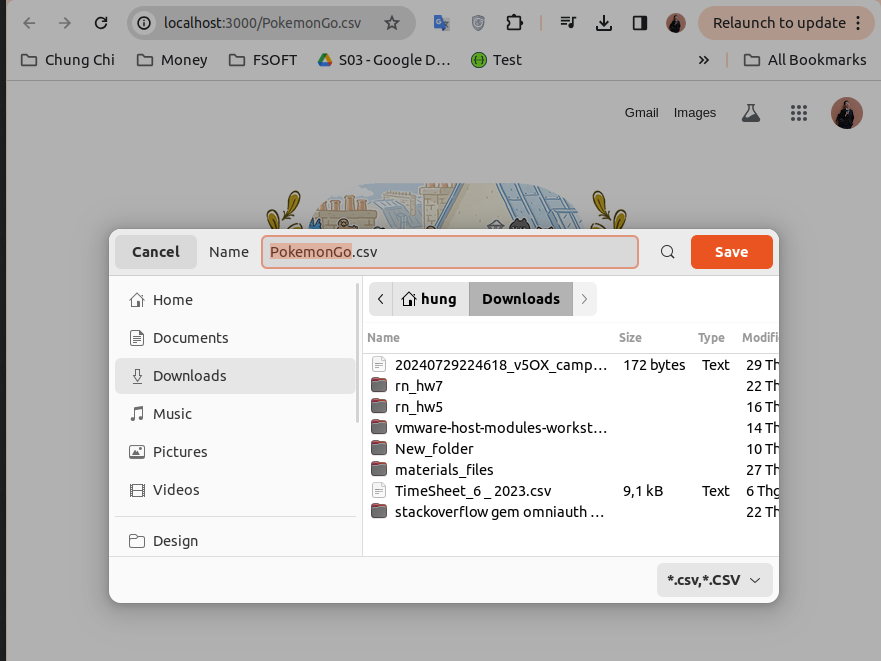 localhost:3000/PokemonGo.csv
Relaunch to update
Chung Chi
Money
FSOFT
S03 - Google D...
Test
»
All Bookmarks
Gmail
Images
Cancel
Name
PokemonGo.csv
Save
Home
Documents
Downloads
Music
Pictures
Videos
Design
hung
Downloads
Name Size Type Modifi
20240729224618_v5OX_camp... 172 bytes Text 29 Th
rn_hw7 22 Th
rn_hw5 16 Th
vmware-host-modules-workst... 14 Th
New_folder 10 Th
materials_files 27 Th
TimeSheet_6 _ 2023.csv 9,1 kB Text 6 Thg
stackoverflow gem omniauth ... 22 Th
*.csv,*.CSV